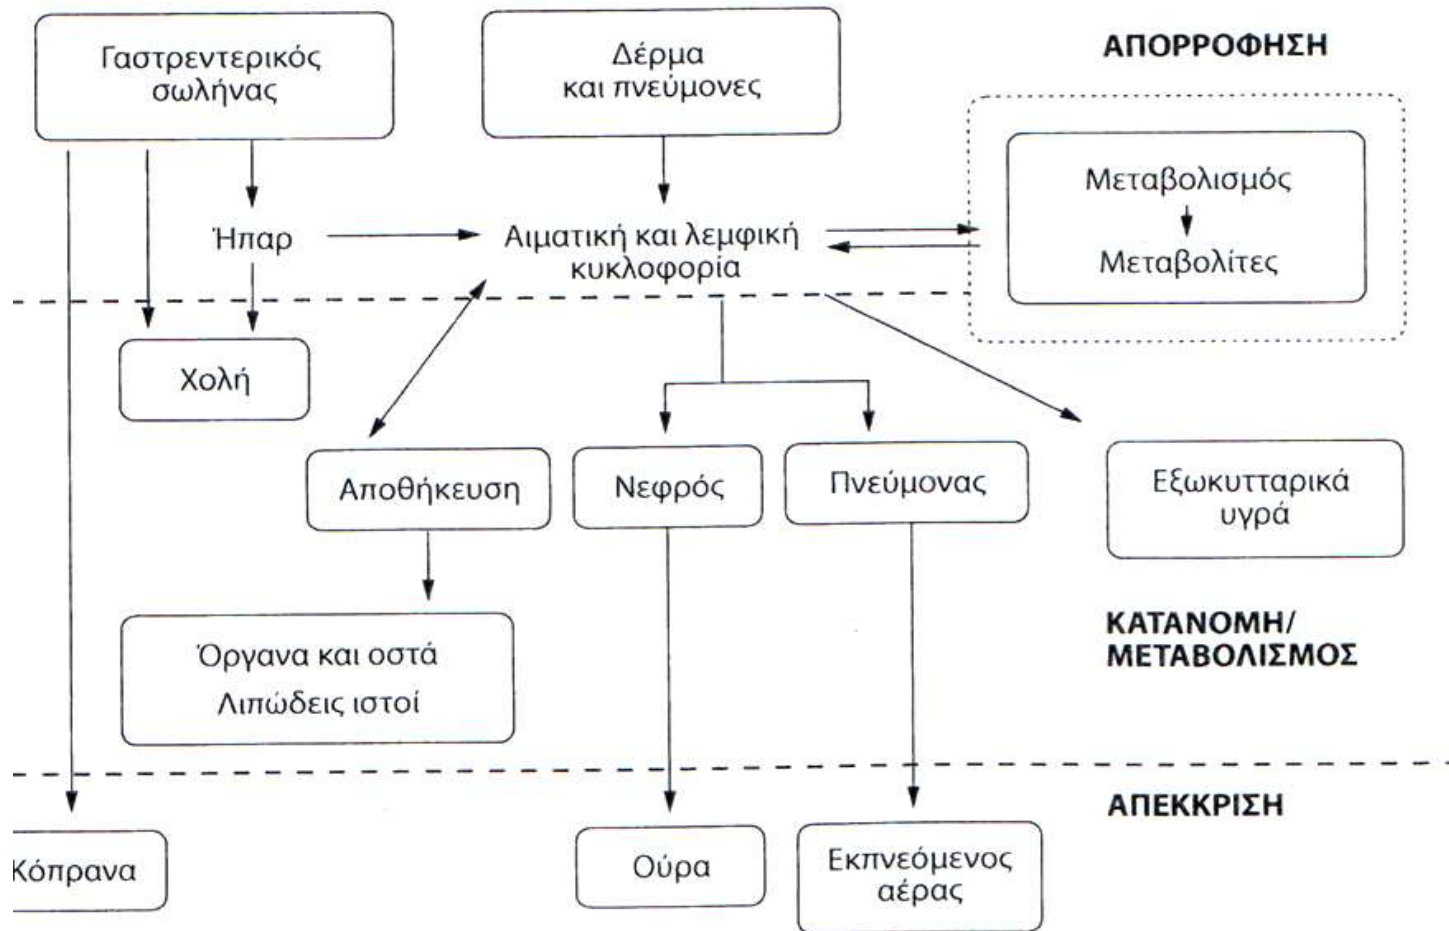 Γαστρεντερικός
σωλήνας
Δέρμα
και πνεύμονες
ΑΠΟΡΡΟΦΗΣΗ
Μεταβολισμός
Μεταβολίτες
Ήπαρ
Αιματική και λεμφική
κυκλοφορία
Χολή
Αποθήκευση
Νεφρός
Πνεύμονας
Εξωκυτταρικά
υγρά
Όργανα και οστά
Λιπώδεις ιστοί
ΚΑΤΑΝΟΜΗ/
ΜΕΤΑΒΟΛΙΣΜΟΣ
ΑΠΕΚΚΡΙΣΗ
Κόπρανα
Ούρα
Εκπνεόμενος
αέρας